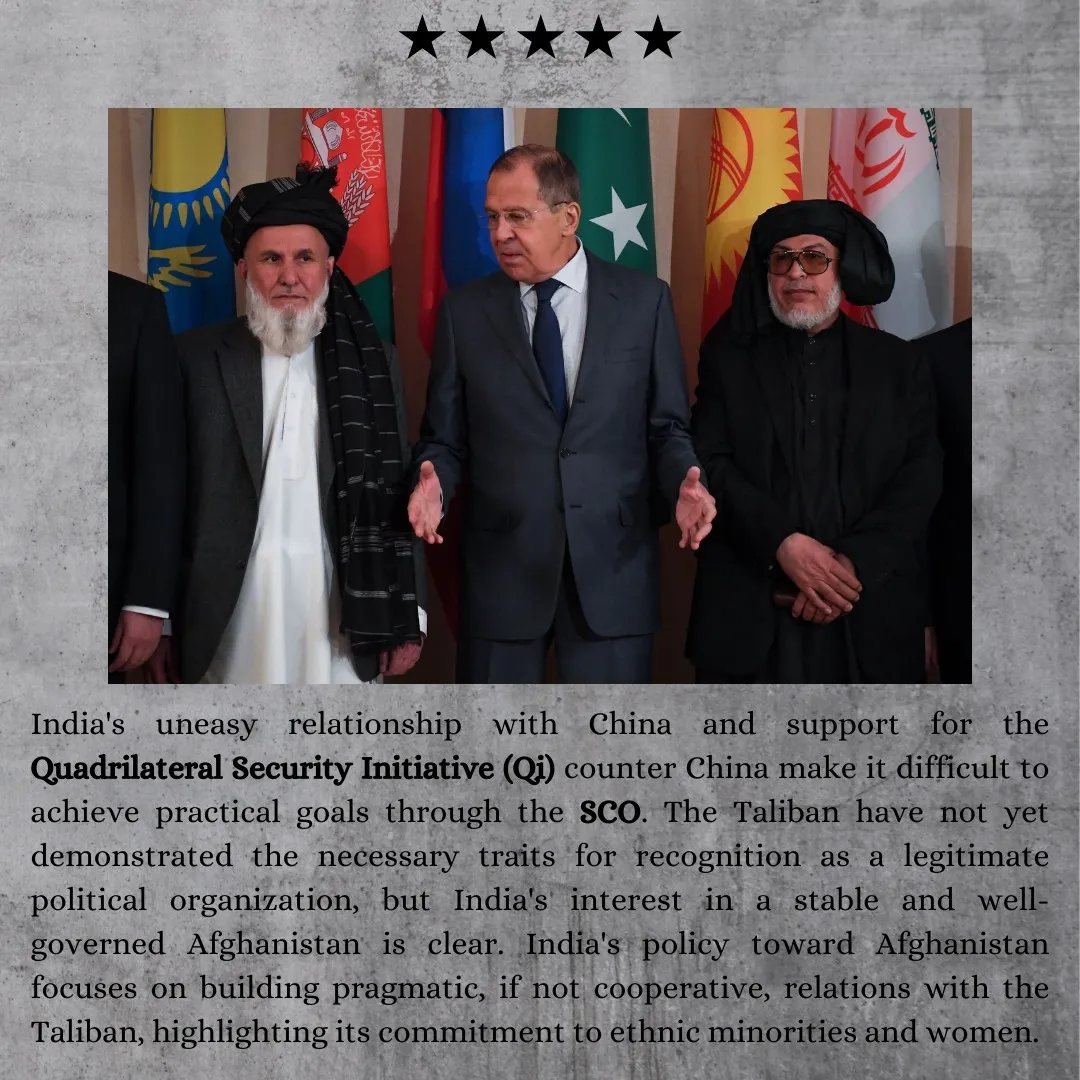 India's uneasy relationship with China and support for the
Quadrilateral Security Initiative (Qi) counter China make it difficult to
achieve practical goals through the SCO. The Taliban have not yet
demonstrated the necessary traits for recognition as a legitimate
political organization, but India's interest in a stable and well-
governed Afghanistan is clear. India's policy toward Afghanistan
focuses on building pragmatic, if not cooperative, relations with the
Taliban, highlighting its commitment to ethnic minorities and women.